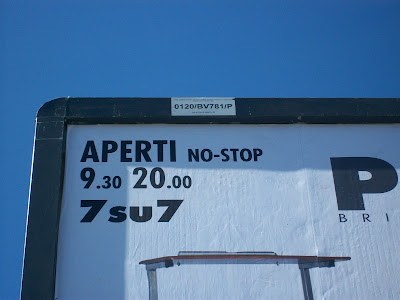 0120/BV781/P
APERTI NO-STOP
9.30 20.00
7su7
P
BRI